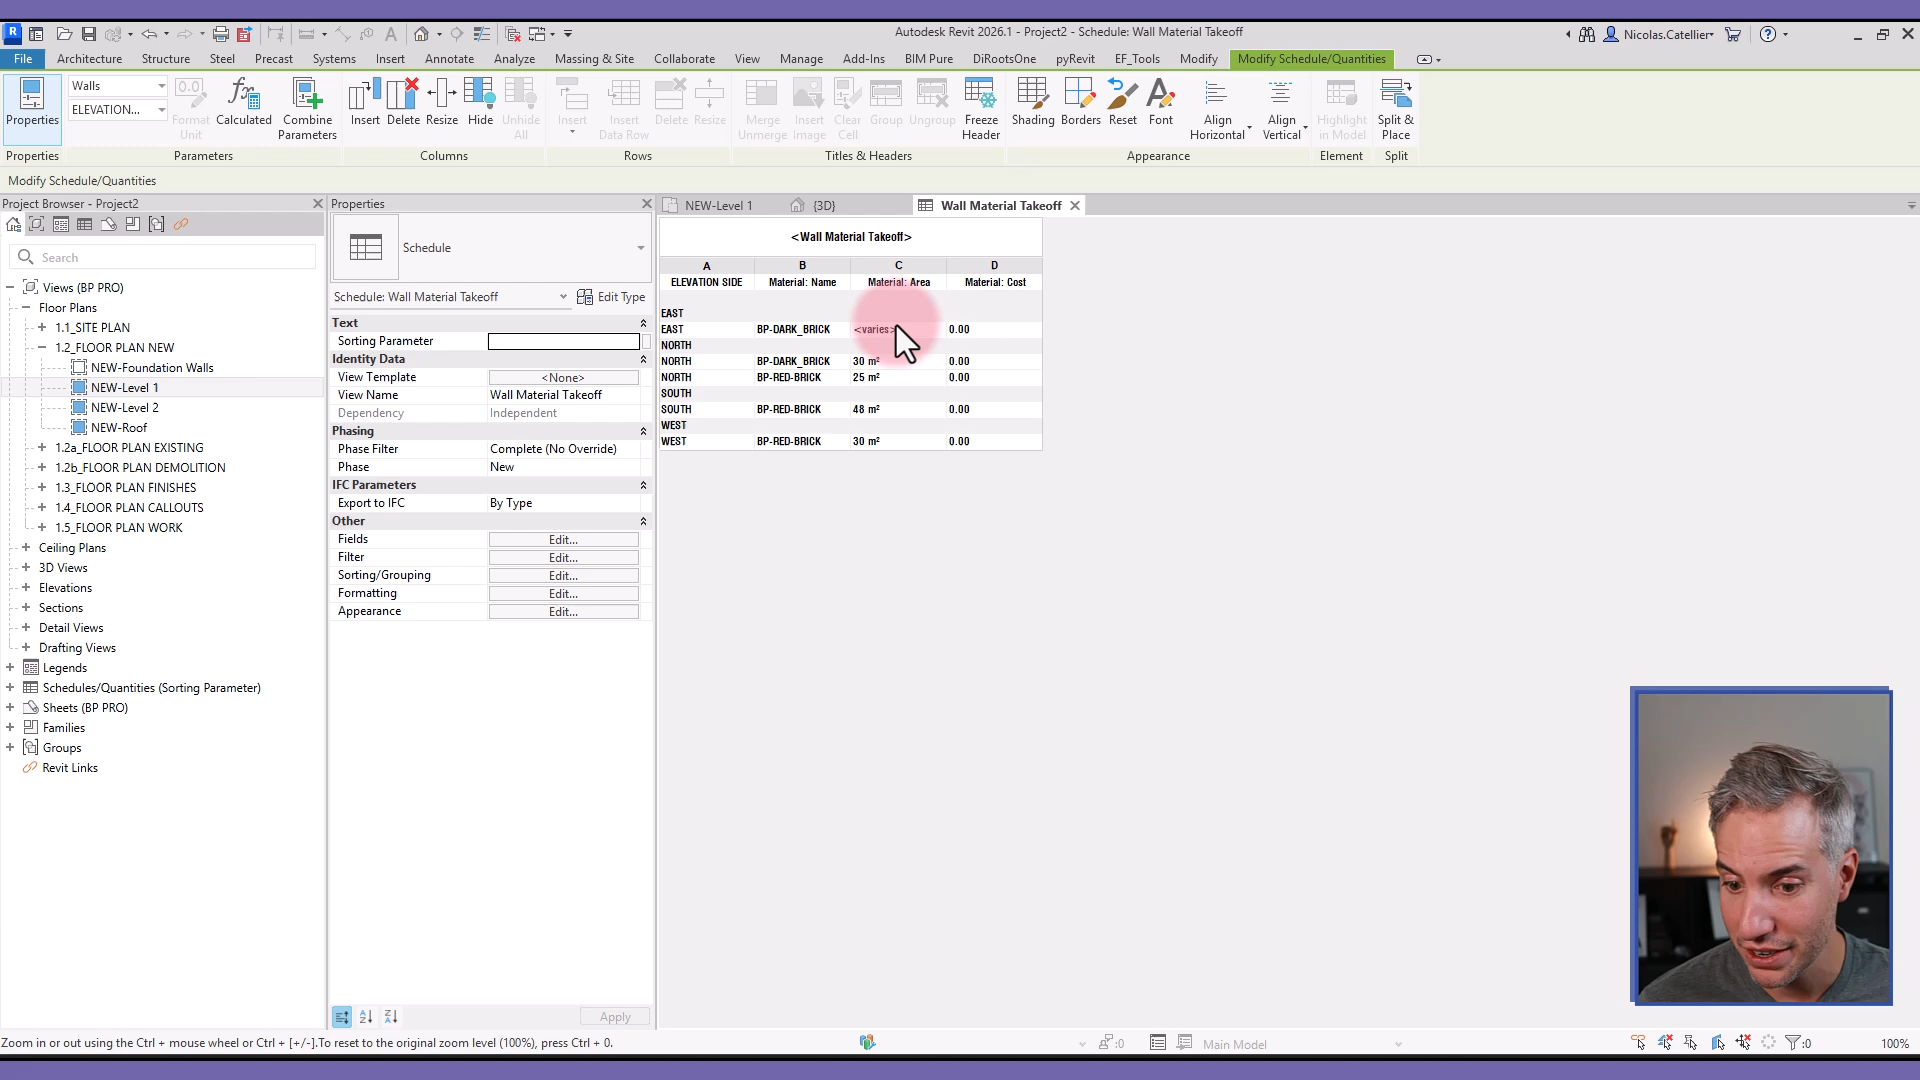 Autodesk Revit 2026.1 - Project2 - Schedule: Wall Material Takeoff
Nicolas.Catellier
File Architecture Structure Steel Precast Systems Insert Annotate Analyze Massing & Site Collaborate View Manage Add-Ins BIM Pure DiRootsOne pyRevit EF_Tools Modify Modify Schedule/Quantities
Properties
Walls
ELEVATION...
Format Unit
Calculated
Combine Parameters
Insert
Delete
Resize
Hide
Unhide All
Insert
Insert Data Row
Delete
Resize
Merge Unmerge
Insert Image
Clear Cell
Group
Ungroup
Freeze Header
Shading
Borders
Reset
Font
Align Horizontal
Align Vertical
Highlight in Model
Split & Place
Properties Parameters Columns Rows Titles & Headers Appearance Element Split
Modify Schedule/Quantities
Project Browser - Project2
Search
Views (BP PRO)
Floor Plans
1.1_SITE PLAN
1.2_FLOOR PLAN NEW
NEW-Foundation Walls
NEW-Level 1
NEW-Level 2
NEW-Roof
1.2a_FLOOR PLAN EXISTING
1.2b_FLOOR PLAN DEMOLITION
1.3_FLOOR PLAN FINISHES
1.4_FLOOR PLAN CALLOUTS
1.5_FLOOR PLAN WORK
Ceiling Plans
3D Views
Elevations
Sections
Detail Views
Drafting Views
Legends
Schedules/Quantities (Sorting Parameter)
Sheets (BP PRO)
Families
Groups
Revit Links
Properties
Schedule
Schedule: Wall Material Takeoff Edit Type
Text
Sorting Parameter
Identity Data
View Template <None>
View Name Wall Material Takeoff
Dependency Independent
Phasing
Phase Filter Complete (No Override)
Phase New
IFC Parameters
Export to IFC By Type
Other
Fields Edit...
Filter Edit...
Sorting/Grouping Edit...
Formatting Edit...
Appearance Edit...
Apply
NEW-Level 1 {3D} Wall Material Takeoff
<Wall Material Takeoff>
A B C D
ELEVATION SIDE Material: Name Material: Area Material: Cost
EAST
EAST BP-DARK_BRICK <varies> 0.00
NORTH
NORTH BP-DARK_BRICK 30 m² 0.00
NORTH BP-RED-BRICK 25 m² 0.00
SOUTH
SOUTH BP-RED-BRICK 48 m² 0.00
WEST
WEST BP-RED-BRICK 30 m² 0.00
Zoom in or out using the Ctrl + mouse wheel or Ctrl + [+/-].To reset to the original zoom level (100%), press Ctrl + 0.
:0
Main Model
:0
100%